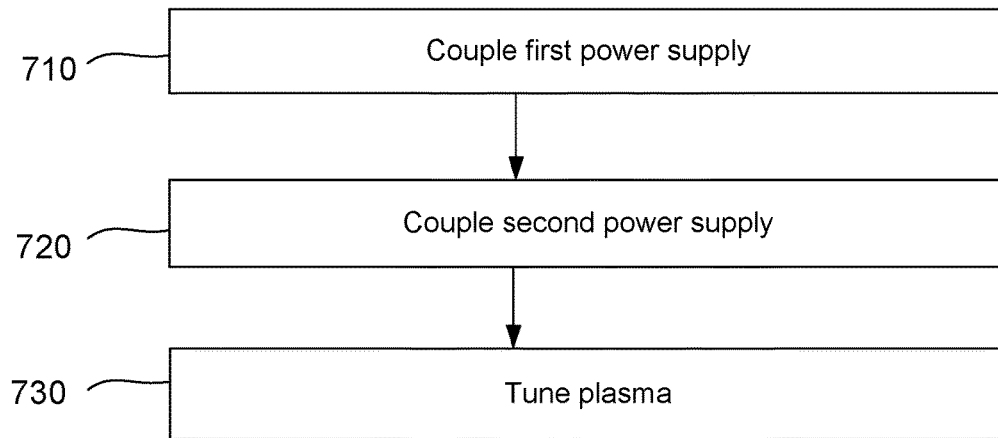 710 Couple first power supply
720 Couple second power supply
730 Tune plasma